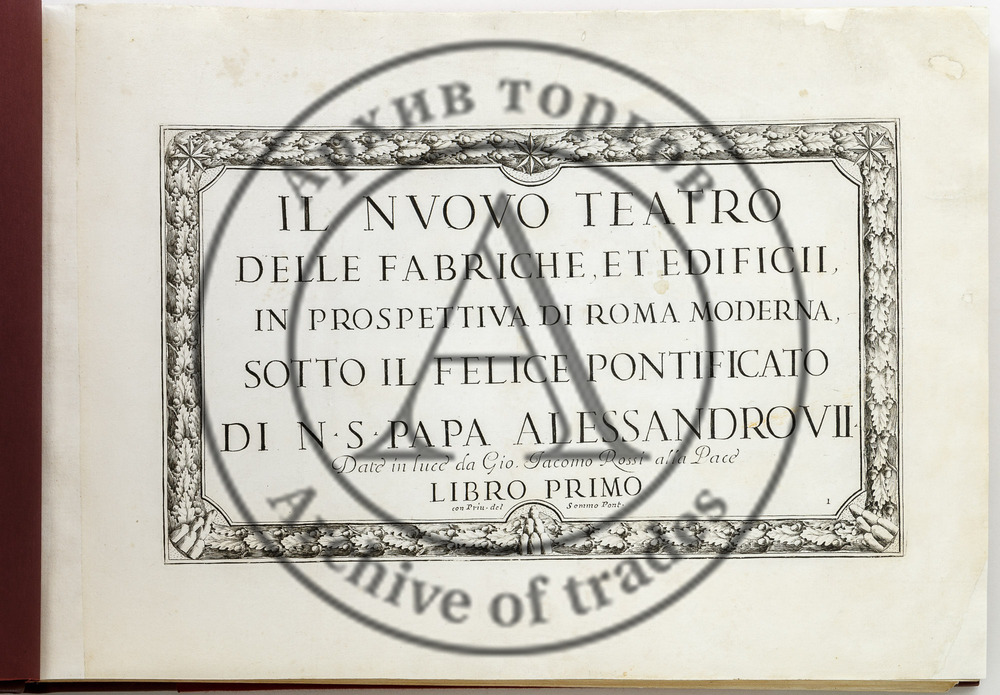 IL NVOVO TEATRO
DELLE FABRICHE, ET EDIFICII,
IN PROSPETTIVA DI ROMA MODERNA,
SOTTO IL FELICE PONTIFICATO
DI N·S·PAPA ALESSANDRO VII·
Date in luce da Gio. Iacomo Rossi alla Pace
LIBRO PRIMO
con Priu. del Sommo Pont.
1
Архив торгов
A
Archive of trades